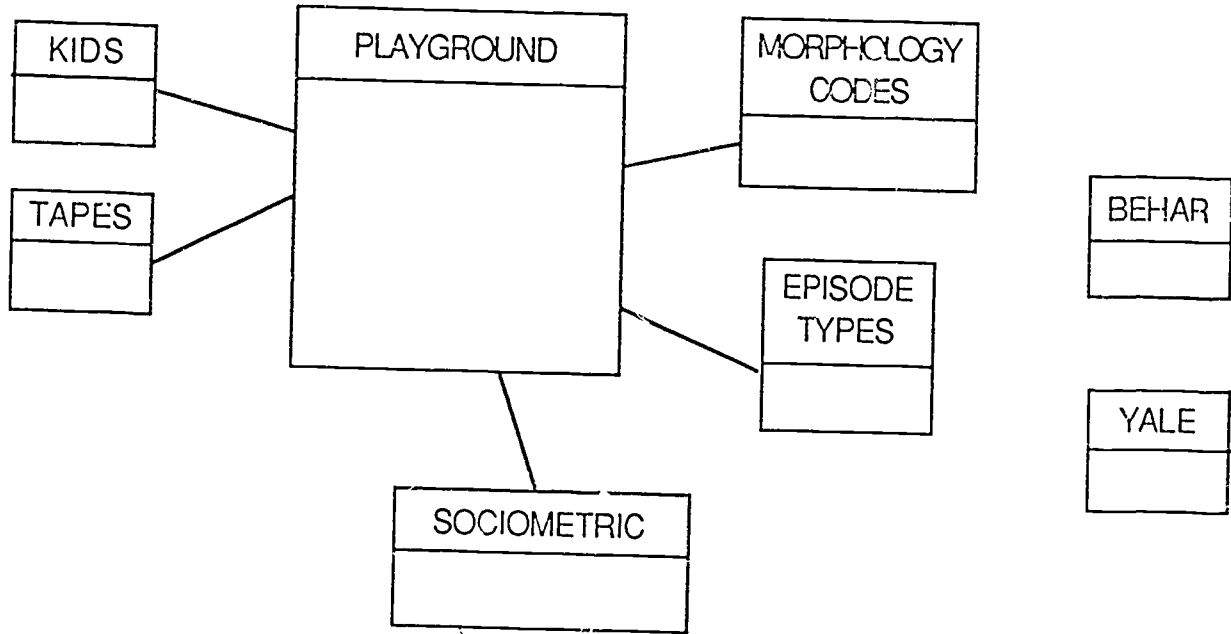 KIDS
PLAYGROUND
MORPHOLOGY
CODES
TAPES
BEHAR
EPISODE
TYPES
YALE
SOCIOMETRIC